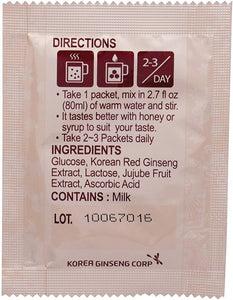 DIRECTIONS
2-3
/DAY
• Take 1 packet, mix in 2.7 fl oz
(80ml) of warm water and stir.
• It tastes better with honey or
syrup to suit your taste.
• Take 2~3 Packets daily
INGREDIENTS
Glucose, Korean Red Ginseng
Extract, Lactose, Jujube Fruit
Extract, Ascorbic Acid
CONTAINS : Milk
LOT. 10067016
KOREA GINSENG CORP